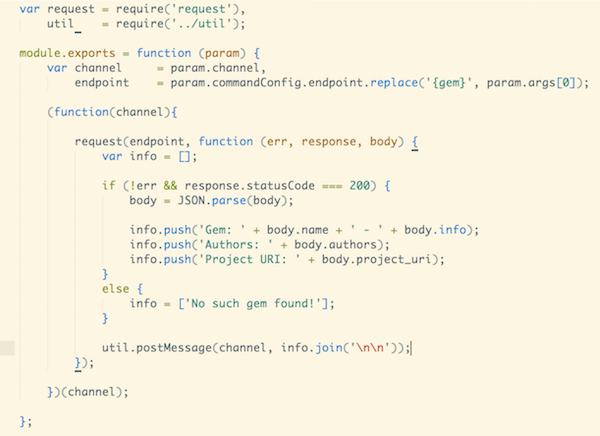 var request = require('request'),
    util    = require('../util');
module.exports = function (param) {
    var channel     = param.channel,
        endpoint    = param.commandConfig.endpoint.replace('{gem}', param.args[0]);
    (function(channel){
        request(endpoint, function (err, response, body) {
            var info = [];
            if (!err && response.statusCode === 200) {
                body = JSON.parse(body);
                info.push('Gem: ' + body.name + ' - ' + body.info);
                info.push('Authors: ' + body.authors);
                info.push('Project URI: ' + body.project_uri);
            }
            else {
                info = ['No such gem found!'];
            }
            util.postMessage(channel, info.join('\n\n'));
        });
    })(channel);
};